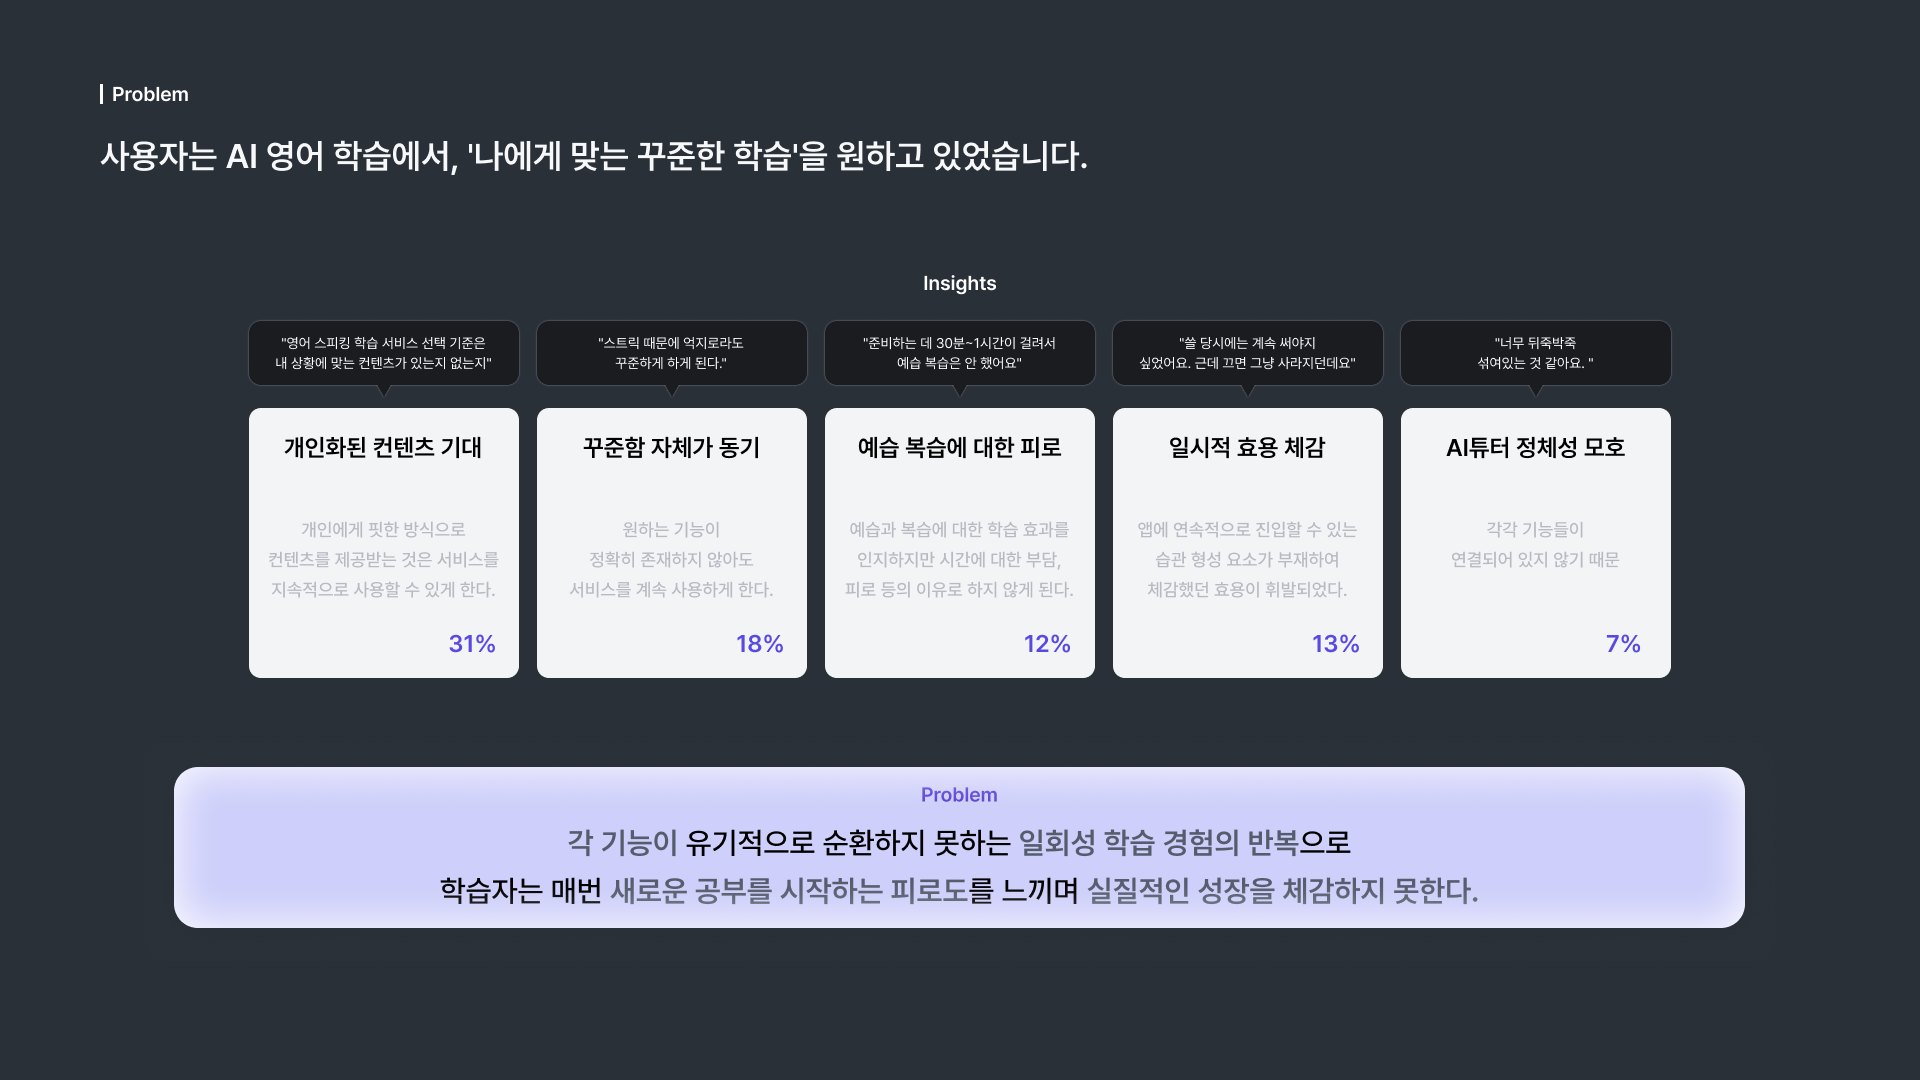 Problem
사용자는 AI 영어 학습에서, '나에게 맞는 꾸준한 학습'을 원하고 있었습니다.
Insights
"영어 스피킹 학습 서비스 선택 기준은
내 상황에 맞는 컨텐츠가 있는지 없는지"
개인화된 컨텐츠 기대
개인에게 핏한 방식으로
컨텐츠를 제공받는 것은 서비스를
지속적으로 사용할 수 있게 한다.
31%
"스트릭 때문에 억지로라도
꾸준하게 하게 된다."
꾸준함 자체가 동기
원하는 기능이
정확히 존재하지 않아도
서비스를 계속 사용하게 한다.
18%
"준비하는 데 30분~1시간이 걸려서
예습 복습은 안 했어요"
예습 복습에 대한 피로
예습과 복습에 대한 학습 효과를
인지하지만 시간에 대한 부담,
피로 등의 이유로 하지 않게 된다.
12%
"쓸 당시에는 계속 써야지
싶었어요. 근데 끄면 그냥 사라지던데요"
일시적 효용 체감
앱에 연속적으로 진입할 수 있는
습관 형성 요소가 부재하여
체감했던 효용이 휘발되었다.
13%
"너무 뒤죽박죽
섞여있는 것 같아요. "
AI튜터 정체성 모호
각각 기능들이
연결되어 있지 않기 때문
7%
Problem
각 기능이 유기적으로 순환하지 못하는 일회성 학습 경험의 반복으로
학습자는 매번 새로운 공부를 시작하는 피로도를 느끼며 실질적인 성장을 체감하지 못한다.